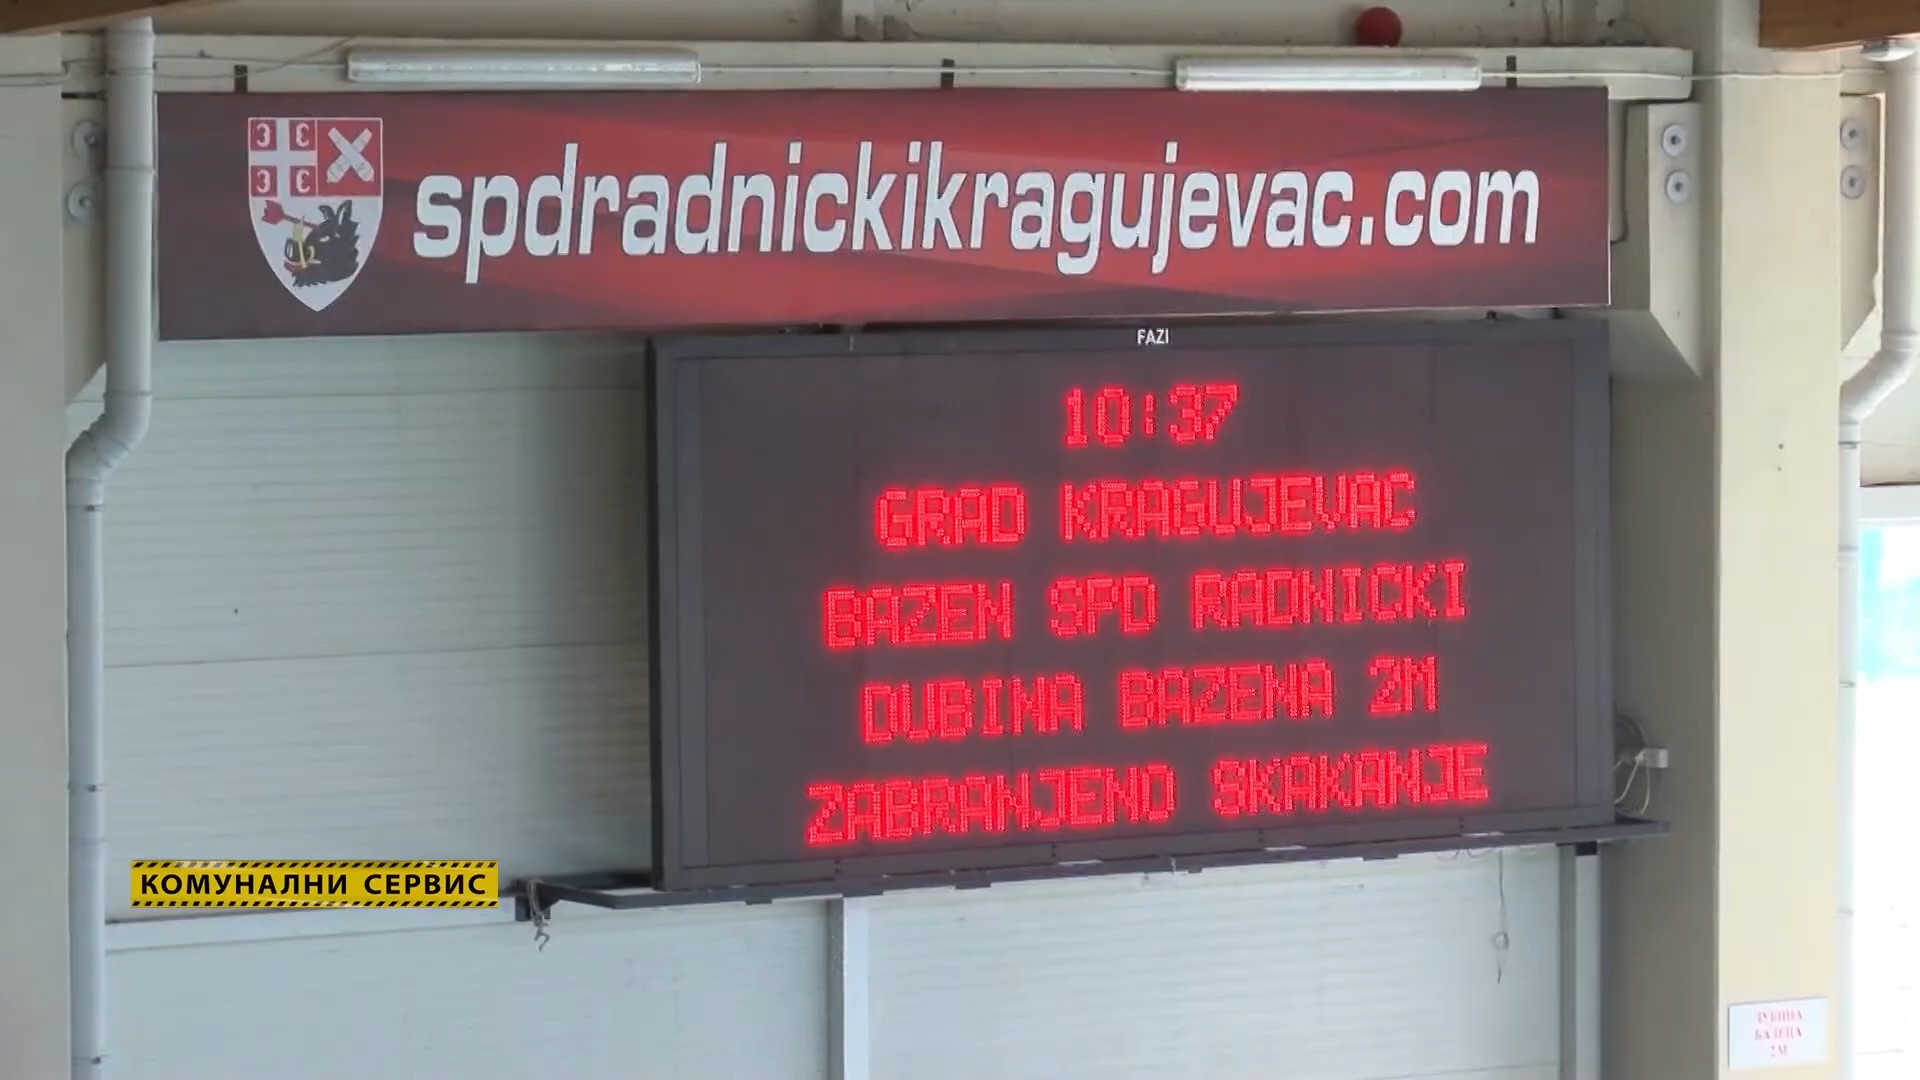 spdradnickikragujevac.com
FAZI
10:37
GRAD KRAGUJEVAC
BAZEN SPD RADNICKI
DUBINA BAZENA 2M
ZABRANJENO SKAKANJE
КОМУНАЛНИ СЕРВИС
ДУБИНА
БАЗЕНА
2М